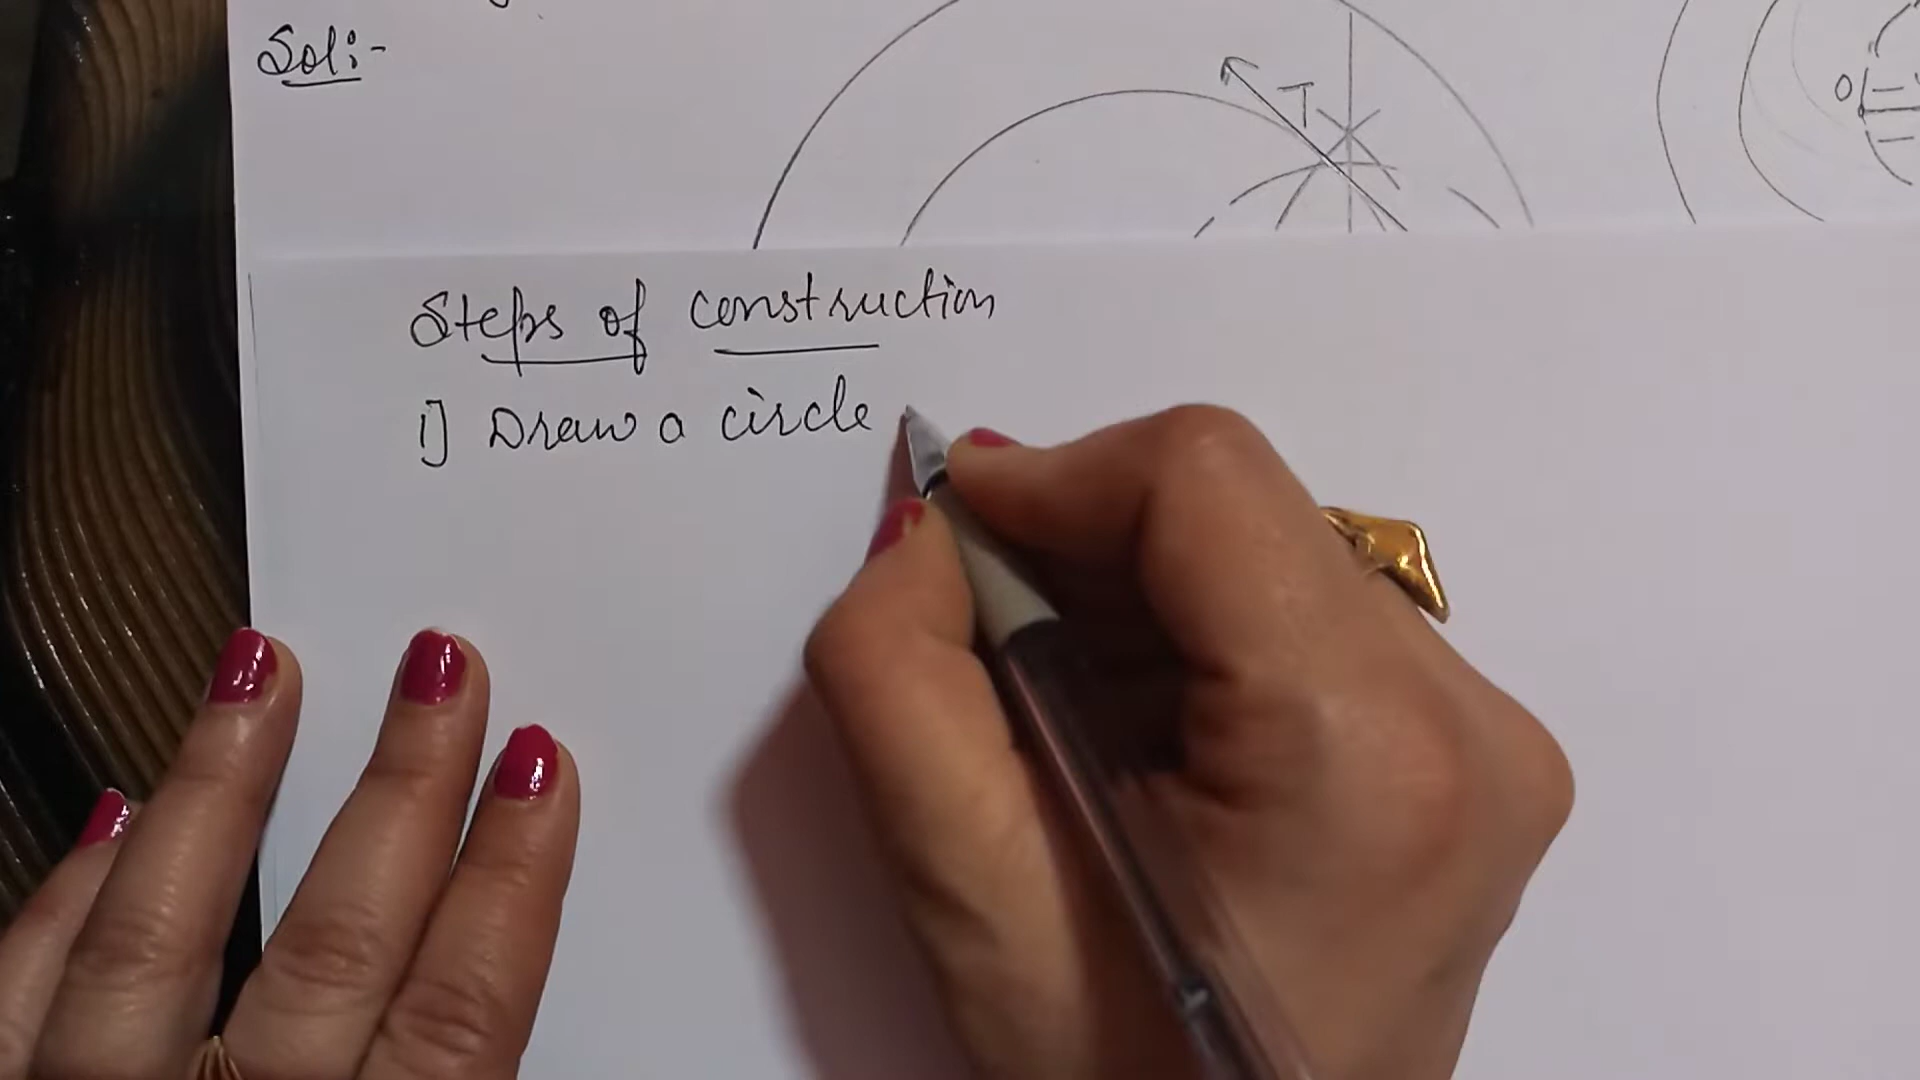 Sol:-
T
O
Steps of construction
1] Draw a circle